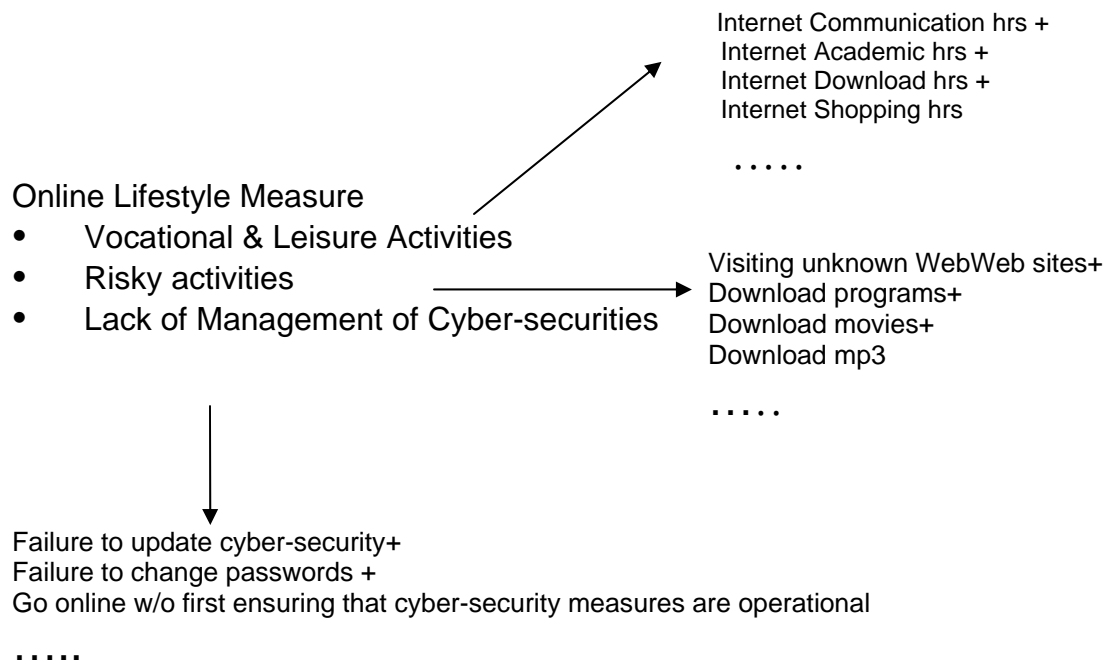 Internet Communication hrs +
Internet Academic hrs +
Internet Download hrs +
Internet Shopping hrs
.....
Online Lifestyle Measure
• Vocational & Leisure Activities
• Risky activities
• Lack of Management of Cyber-securities
Visiting unknown WebWeb sites+
Download programs+
Download movies+
Download mp3
.....
Failure to update cyber-security+
Failure to change passwords +
Go online w/o first ensuring that cyber-security measures are operational
.....